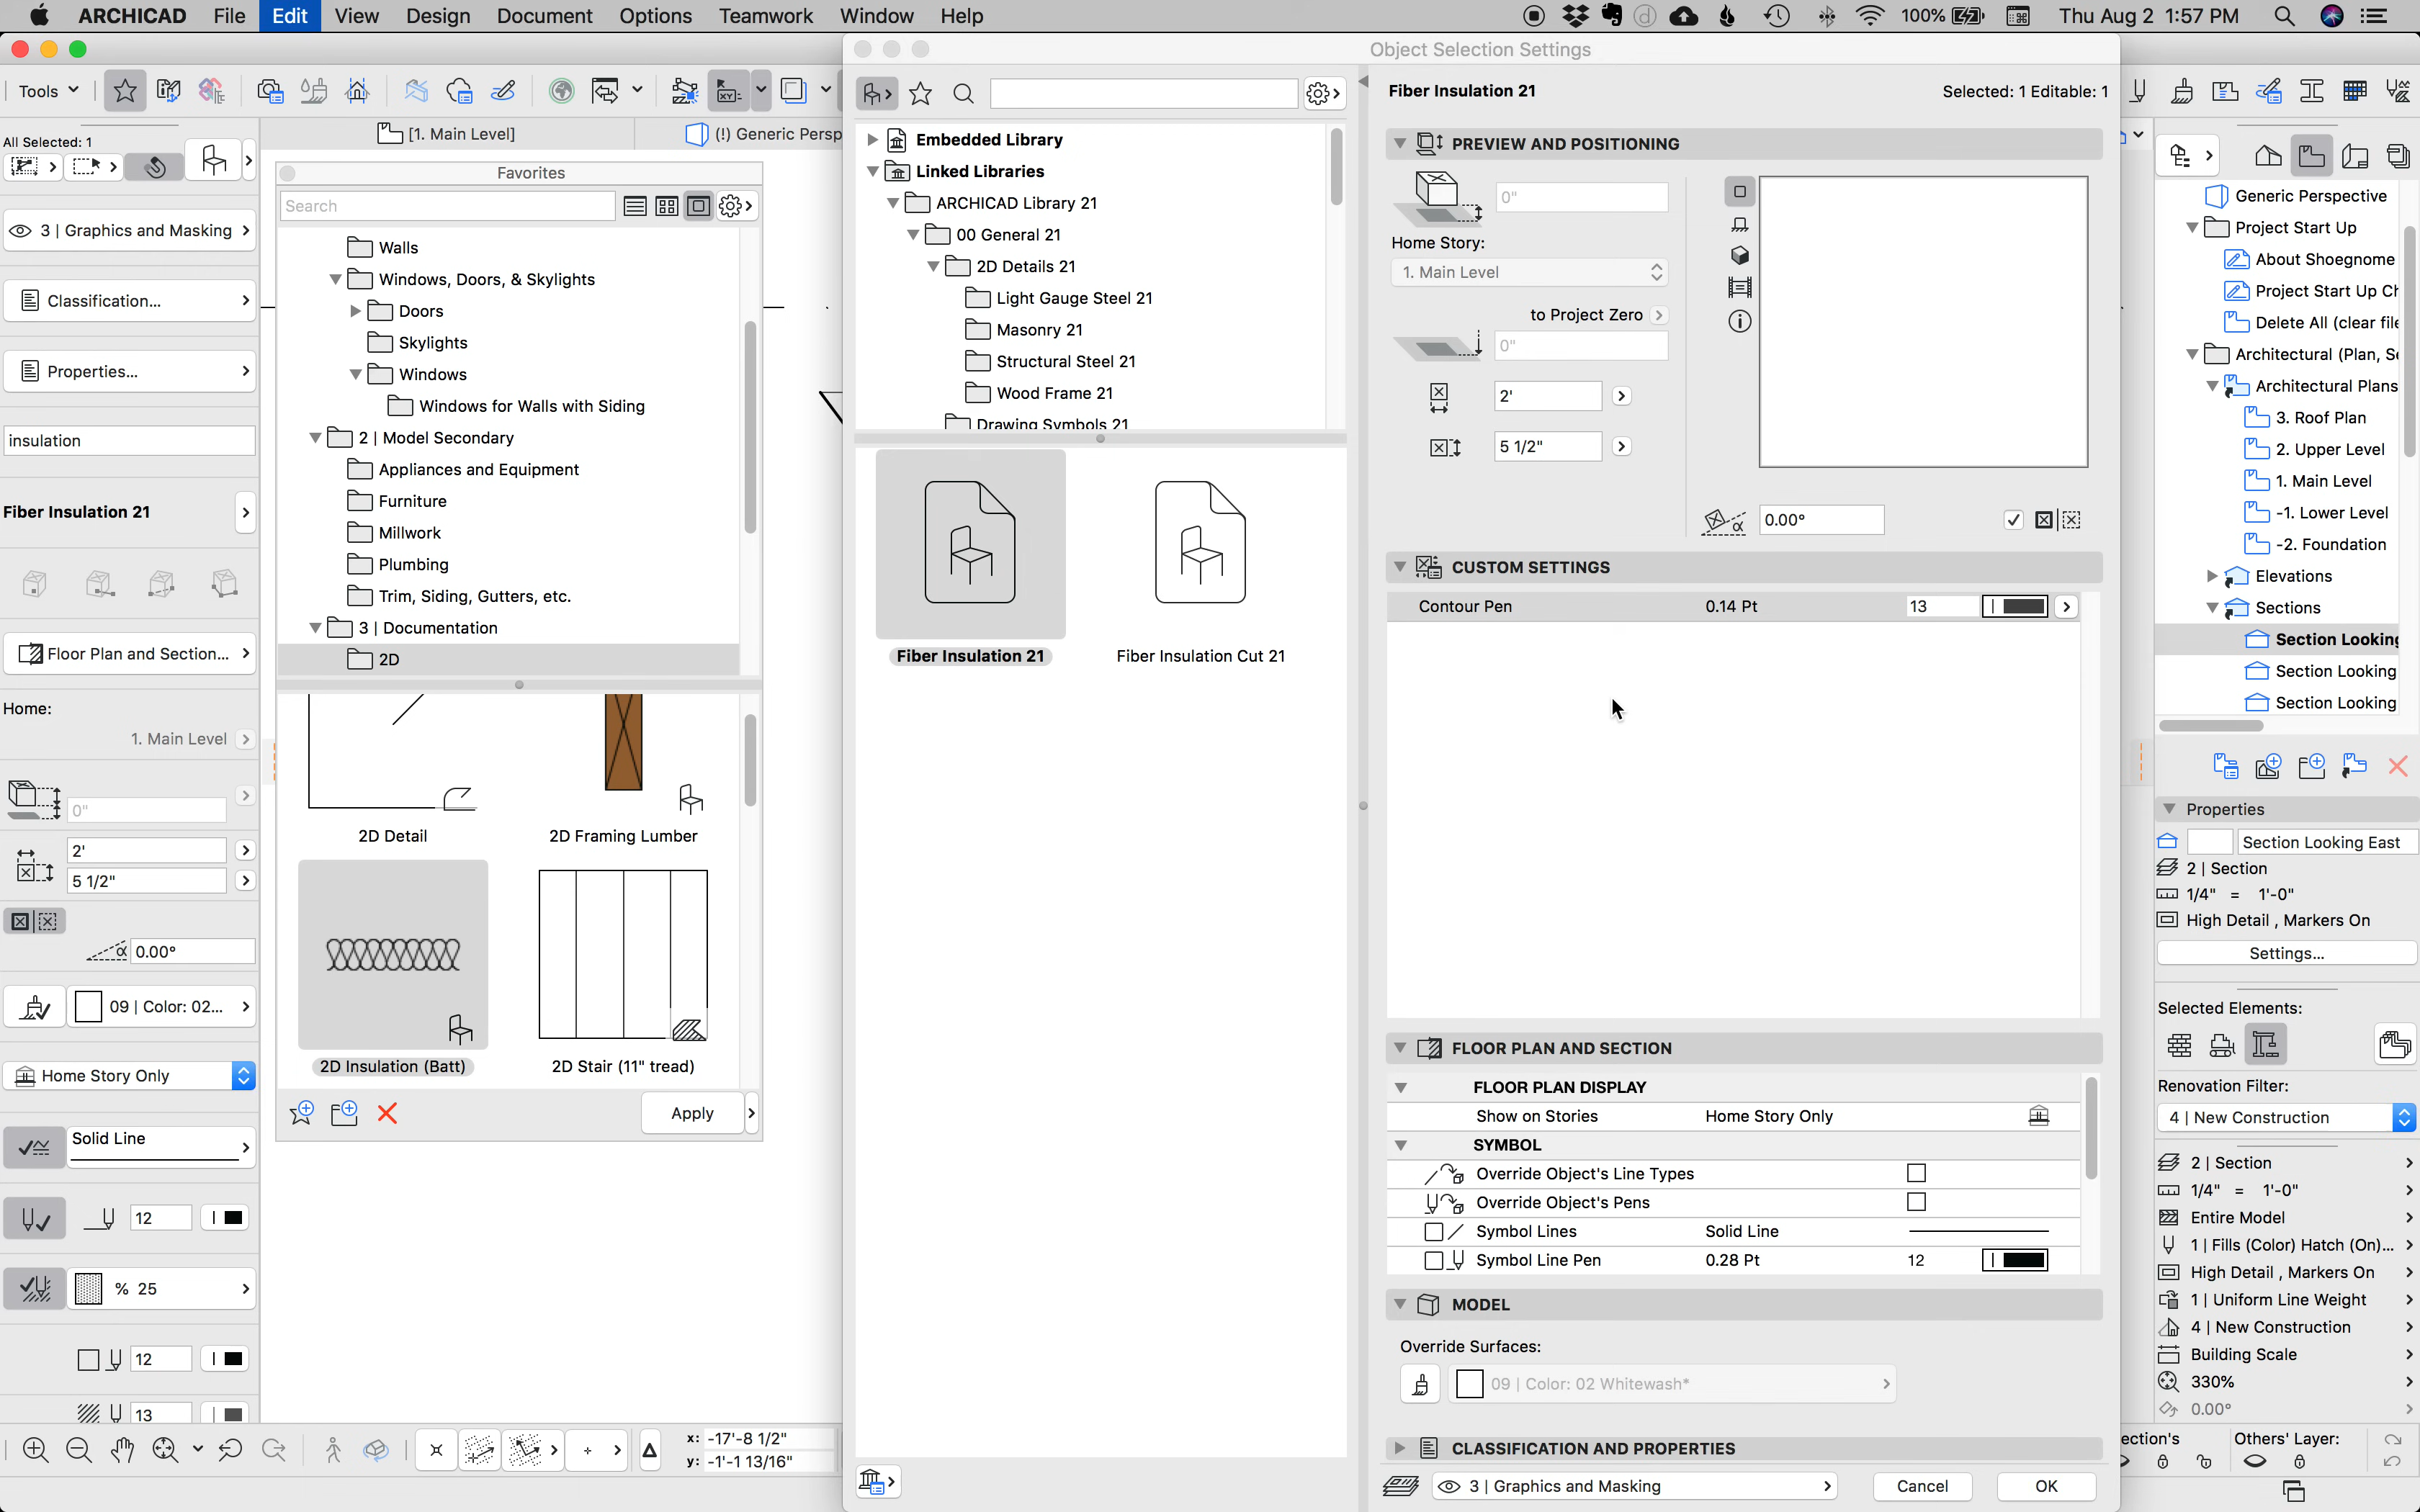 ARCHICAD File Edit View Design Document Options Teamwork Window Help 100% Thu Aug 2 1:57 PM
Tools
All Selected: 1
3 | Graphics and Masking
Classification...
Properties...
insulation
Fiber Insulation 21
Floor Plan and Section...
Home:
1. Main Level
0"
2'
5 1/2"
α 0.00°
09 | Color: 02...
Home Story Only
Solid Line
12
% 25
12
13
[1. Main Level]
(!) Generic Persp
Favorites
Search
Walls
Windows, Doors, & Skylights
Doors
Skylights
Windows
Windows for Walls with Siding
2 | Model Secondary
Appliances and Equipment
Furniture
Millwork
Plumbing
Trim, Siding, Gutters, etc.
3 | Documentation
2D
2D Detail
2D Framing Lumber
2D Insulation (Batt)
2D Stair (11" tread)
Apply
x: -17'-8 1/2"
y: -1'-1 13/16"
Object Selection Settings
Embedded Library
Linked Libraries
ARCHICAD Library 21
00 General 21
2D Details 21
Light Gauge Steel 21
Masonry 21
Structural Steel 21
Wood Frame 21
Drawing Symbols 21
Fiber Insulation 21
Fiber Insulation Cut 21
Fiber Insulation 21
Selected: 1 Editable: 1
PREVIEW AND POSITIONING
0"
Home Story:
1. Main Level
to Project Zero
0"
2'
5 1/2"
α 0.00°
CUSTOM SETTINGS
Contour Pen 0.14 Pt 13
FLOOR PLAN AND SECTION
FLOOR PLAN DISPLAY
Show on Stories Home Story Only
SYMBOL
Override Object's Line Types
Override Object's Pens
Symbol Lines Solid Line
Symbol Line Pen 0.28 Pt 12
MODEL
Override Surfaces:
09 | Color: 02 Whitewash*
CLASSIFICATION AND PROPERTIES
3 | Graphics and Masking
Cancel
OK
Generic Perspective
Project Start Up
About Shoegnome
Project Start Up Ch
Delete All (clear file
Architectural (Plan, Se
Architectural Plans
3. Roof Plan
2. Upper Level
1. Main Level
-1. Lower Level
-2. Foundation
Elevations
Sections
Section Looking
Section Looking
Section Looking
Properties
Section Looking East
2 | Section
1/4" = 1'-0"
High Detail , Markers On
Settings...
Selected Elements:
Renovation Filter:
4 | New Construction
2 | Section
1/4" = 1'-0"
Entire Model
1 | Fills (Color) Hatch (On)...
High Detail , Markers On
1 | Uniform Line Weight
4 | New Construction
Building Scale
330%
0.00°
ection's
Others' Layer: